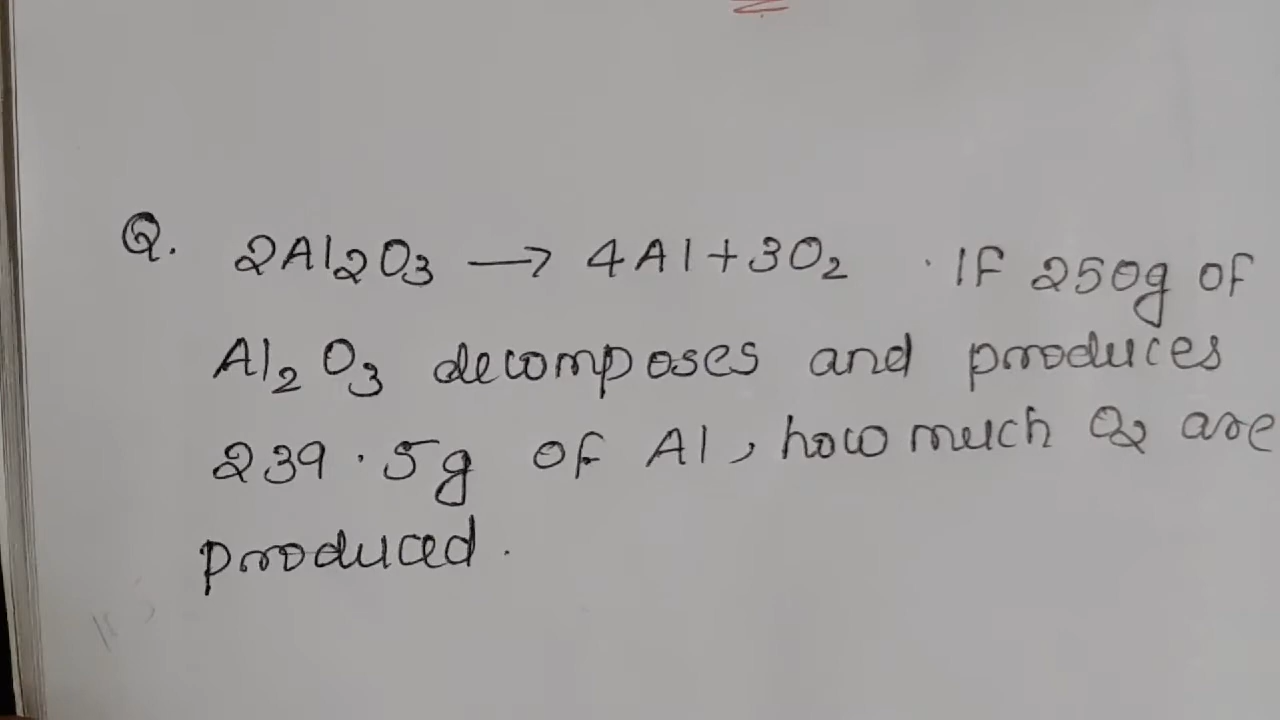 Q. 2Al₂O₃ → 4Al + 3O₂ . If 250g of
Al₂O₃ decomposes and produces
239.5g of Al, how much O₂ are
produced.